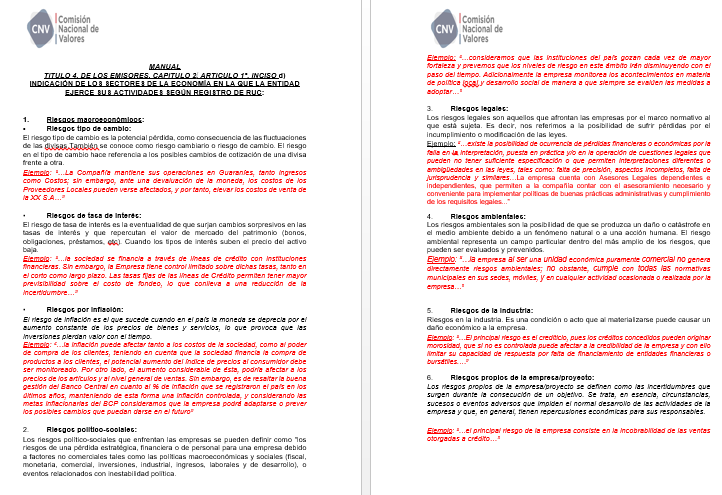 CNV
Comisión
Nacional de
Valores
MANUAL
TITULO 4, DE LOS EMISORES, CAPITULO 2, ARTICULO 1°. INCISO d)
INDICACIÓN DE LOS SECTORES DE LA ECONOMÍA EN LA QUE LA ENTIDAD
EJERCE SUS ACTIVIDADES SEGÚN REGISTRO DE RUC:
1. Riesgos macroeconómicos:
• Riesgos tipo de cambio:
El riesgo tipo de cambio es la potencial pérdida, como consecuencia de las fluctuaciones
de las divisas.También se conoce como riesgo cambiario o riesgo de cambio. El riesgo
en el tipo de cambio hace referencia a los posibles cambios de cotización de una divisa
frente a otra.
Ejemplo: "...La Compañía mantiene sus operaciones en Guaraníes, tanto ingresos
como Costos; sin embargo, ante una devaluación de la moneda, los costos de los
Proveedores Locales pueden verse afectados, y por tanto, elevar los costos de venta de
la XX S.A..."
• Riesgos de tasa de interés:
El riesgo de tasa de interés es la eventualidad de que surjan cambios sorpresivos en las
tasas de interés y que repercutan el valor de mercado del patrimonio (bonos,
obligaciones, préstamos, etc). Cuando los tipos de interés suben el precio del activo
baja.
Ejemplo: "...la sociedad se financia a través de líneas de crédito con instituciones
financieras. Sin embargo, la Empresa tiene control limitado sobre dichas tasas, tanto en
el corto como largo plazo. Las tasas fijas de las líneas de Crédito permiten tener mayor
previsibilidad sobre el costo de fondeo, lo que conlleva a una reducción de la
incertidumbre..."
• Riesgos por inflación:
El riesgo de inflación es el que sucede cuando en el país la moneda se deprecia por el
aumento constante de los precios de bienes y servicios, lo que provoca que las
inversiones pierdan valor con el tiempo.
Ejemplo: "...la inflación puede afectar tanto a los costos de la sociedad, como al poder
de compra de los clientes, teniendo en cuenta que la sociedad financia la compra de
productos a los clientes, el potencial aumento del índice de precios al consumidor debe
ser monitoreado. Por otro lado, el aumento considerable de ésta, podría afectar a los
precios de los artículos y al nivel general de ventas. Sin embargo, es de resaltar la buena
gestión del Banco Central en cuanto al % de inflación que se registraron el país en los
últimos años, manteniendo de esta forma una inflación controlada, y considerando las
metas inflacionarias del BCP consideramos que la empresa podrá adaptarse o prever
los posibles cambios que puedan darse en el futuro"
2. Riesgos político-sociales:
Los riesgos político-sociales que enfrentan las empresas se pueden definir como "los
riesgos de una pérdida estratégica, financiera o de personal para una empresa debido
a factores no comerciales tales como las políticas macroeconómicas y sociales (fiscal,
monetaria, comercial, inversiones, industrial, ingresos, laborales y de desarrollo), o
eventos relacionados con inestabilidad política.
CNV
Comisión
Nacional de
Valores
Ejemplo: "...consideramos que las instituciones del país gozan cada vez de mayor
fortaleza y prevemos que los niveles de riesgo en este ámbito irán disminuyendo con el
paso del tiempo. Adicionalmente la empresa monitorea los acontecimientos en materia
de política local y desarrollo social de manera a que siempre se evalúen las medidas a
adoptar..."
3. Riesgos legales:
Los riesgos legales son aquellos que afrontan las empresas por el marco normativo al
que está sujeta. Es decir, nos referimos a la posibilidad de sufrir pérdidas por el
incumplimiento o modificación de las leyes.
Ejemplo: "...existe la posibilidad de ocurrencia de pérdidas financieras o económicas por la
falla en la interpretación, puesta en práctica y/o en la operación de cuestiones legales que
pueden no tener suficiente especificación o que permiten interpretaciones diferentes o
ambigüedades en las leyes, tales como: falta de precisión, aspectos incompletos, falta de
jurisprudencia y similares...La empresa cuenta con Asesores Legales dependientes e
independientes, que permiten a la compañía contar con el asesoramiento necesario y
conveniente para implementar políticas de buenas prácticas administrativas y cumplimiento
de los requisitos legales..."
4. Riesgos ambientales:
Los riesgos ambientales son la posibilidad de que se produzca un daño o catástrofe en
el medio ambiente debido a un fenómeno natural o a una acción humana. El riesgo
ambiental representa un campo particular dentro del más amplio de los riesgos, que
pueden ser evaluados y prevenidos.
Ejemplo: "...la empresa al ser una unidad económica puramente comercial no genera
directamente riesgos ambientales; no obstante, cumple con todas las normativas
municipales en sus sedes, móviles, y en cualquier actividad ocasionada o realizada por la
empresa..."
5. Riesgos de la industria:
Riesgos en la industria. Es una condición o acto que al materializarse puede causar un
daño económico a la empresa.
Ejemplo: "...El principal riesgo es el crediticio, pues los créditos concedidos pueden originar
morosidad, que si no es controlada puede afectar a la credibilidad de la empresa y con ello
limitar su capacidad de respuesta por falta de financiamiento de entidades financieras o
bursátiles..."
6. Riesgos propios de la empresa/proyecto:
Los riesgos propios de la empresa/proyecto se definen como las incertidumbres que
surgen durante la consecución de un objetivo. Se trata, en esencia, circunstancias,
sucesos o eventos adversos que impiden el normal desarrollo de las actividades de la
empresa y que, en general, tienen repercusiones económicas para sus responsables.
Ejemplo: "...el principal riesgo de la empresa consiste en la incobrabilidad de las ventas
otorgadas a crédito..."